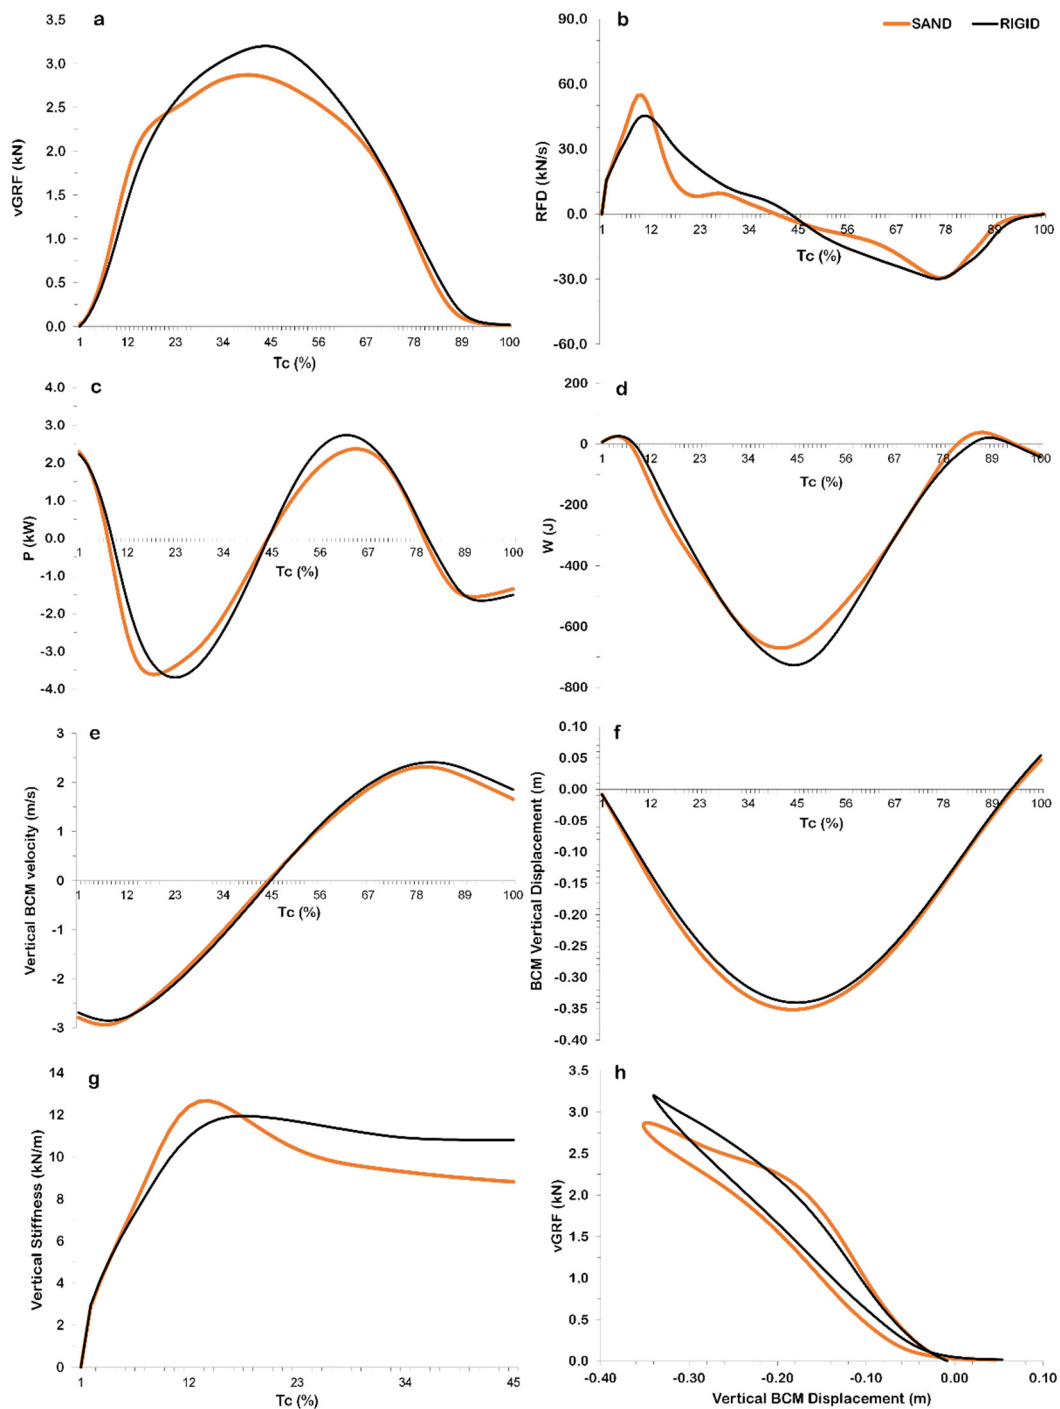 a
3,5
3.0
2.5
2.0
1.5
1.0
0.5
0.0
vGRF (kN)
1 12 23 34 45 56 67 78 89 100
Tc (%)
b
SAND RIGID
90.0
60.0
30.0
0.0
-30.0
-60.0
RFD (kN/s)
1 12 23 34 45 56 67 78 89 100
Tc (%)
c
4.0
3.0
2.0
1.0
0.0
-1.0
-2.0
-3.0
-4.0
P (kW)
1 12 23 34 45 56 67 78 89 100
Tc (%)
d
200
0
-200
-400
-600
-800
W (J)
1 12 23 34 45 56 67 78 89 100
Tc (%)
e
3
2
1
0
-1
-2
-3
Vertical BCM velocity (m/s)
1 12 23 34 45 56 67 78 89 100
Tc (%)
f
0.10
0.05
0.00
-0.05
-0.10
-0.15
-0.20
-0.25
-0.30
-0.35
-0.40
BCM Vertical Displacement (m)
1 12 23 34 45 56 67 78 89 100
Tc (%)
g
14
12
10
8
6
4
2
0
Vertical Stiffness (kN/m)
1 12 23 34 45
Tc (%)
h
3.5
3.0
2.5
2.0
1.5
1.0
0.5
0.0
vGRF (kN)
-0.40 -0.30 -0.20 -0.10 0.00 0.10
Vertical BCM Displacement (m)